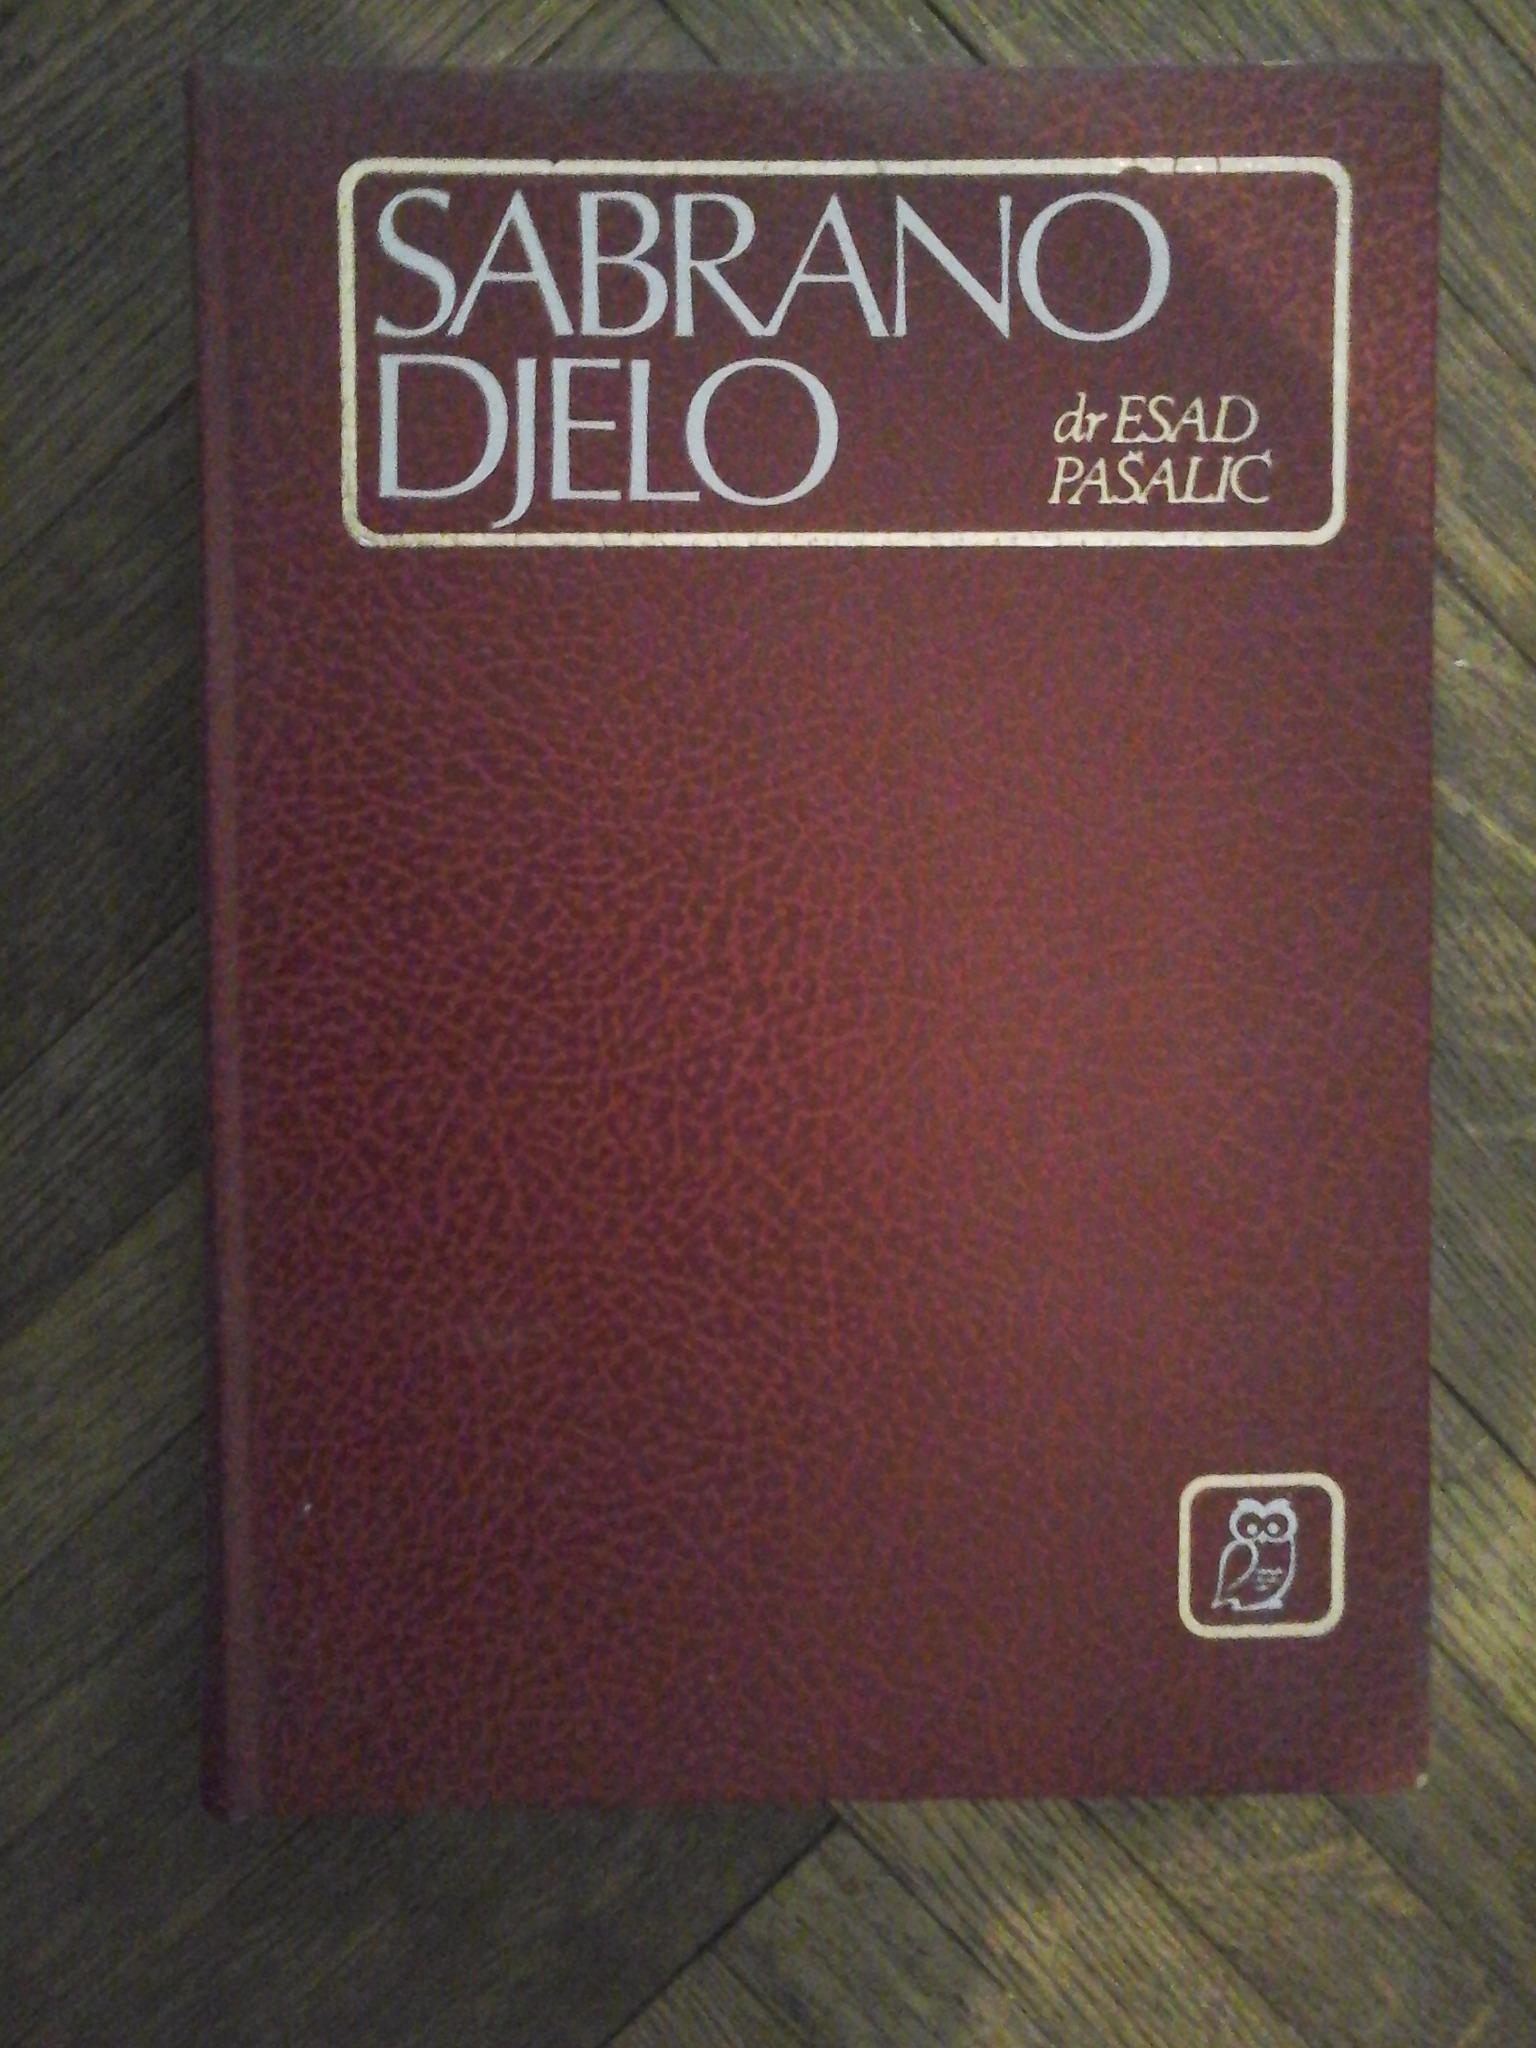 SABRANO
DJELO
dr ESAD
PAŠALIĆ